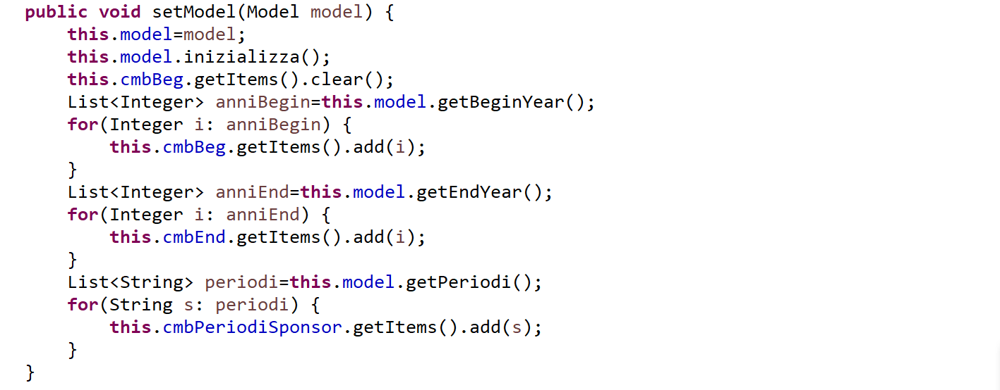 public void setModel(Model model) {
    this.model=model;
    this.model.inizializza();
    this.cmbBeg.getItems().clear();
    List<Integer> anniBegin=this.model.getBeginYear();
    for(Integer i: anniBegin) {
        this.cmbBeg.getItems().add(i);
    }
    List<Integer> anniEnd=this.model.getEndYear();
    for(Integer i: anniEnd) {
        this.cmbEnd.getItems().add(i);
    }
    List<String> periodi=this.model.getPeriodi();
    for(String s: periodi) {
        this.cmbPeriodiSponsor.getItems().add(s);
    }
}